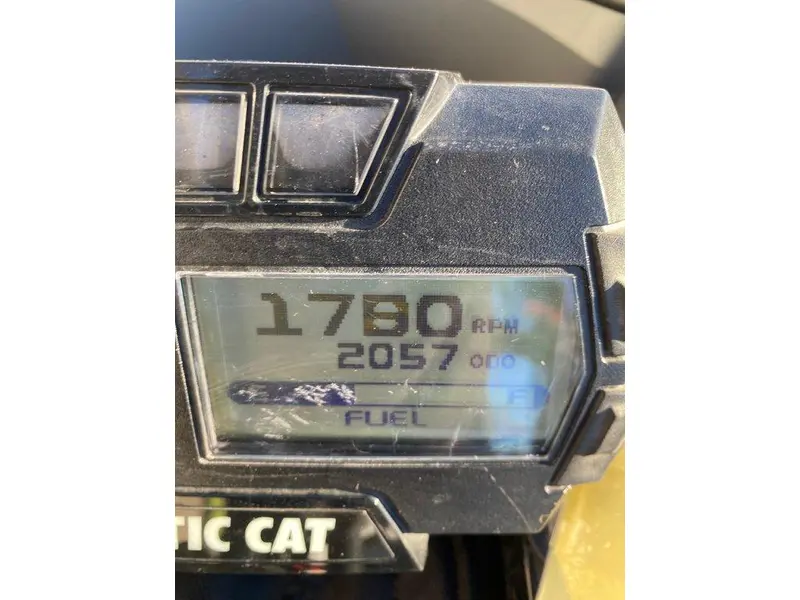 1780 RPM
2057 ODO
F
FUEL
TIC CAT